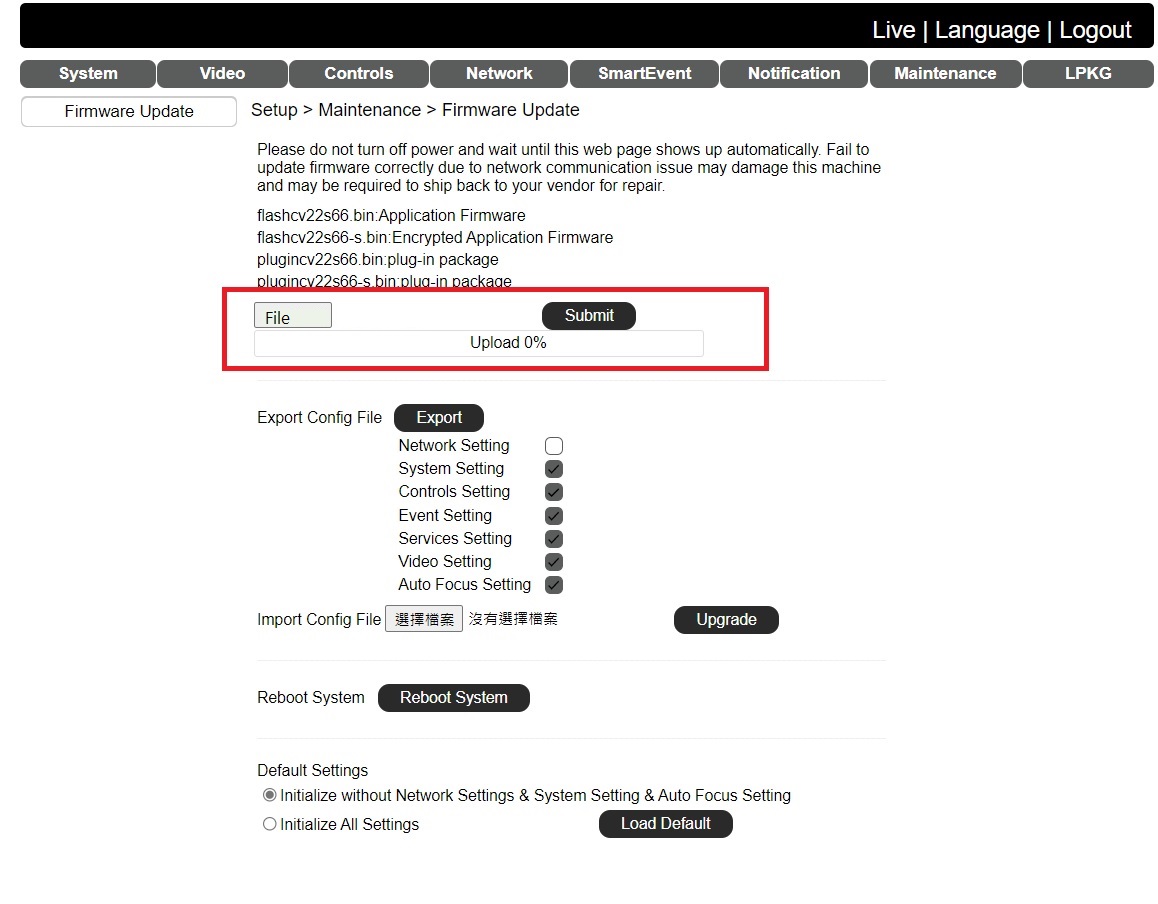 Live | Language | Logout
System Video Controls Network SmartEvent Notification Maintenance LPKG
Firmware Update
Setup > Maintenance > Firmware Update
Please do not turn off power and wait until this web page shows up automatically. Fail to
update firmware correctly due to network communication issue may damage this machine
and may be required to ship back to your vendor for repair.
flashcv22s66.bin:Application Firmware
flashcv22s66-s.bin:Encrypted Application Firmware
plugincv22s66.bin:plug-in package
plugincv22s66-s.bin:plug-in package
File Submit
Upload 0%
Export Config File Export
Network Setting
System Setting
Controls Setting
Event Setting
Services Setting
Video Setting
Auto Focus Setting
Import Config File 選擇檔案 沒有選擇檔案 Upgrade
Reboot System Reboot System
Default Settings
Initialize without Network Settings & System Setting & Auto Focus Setting
Initialize All Settings Load Default